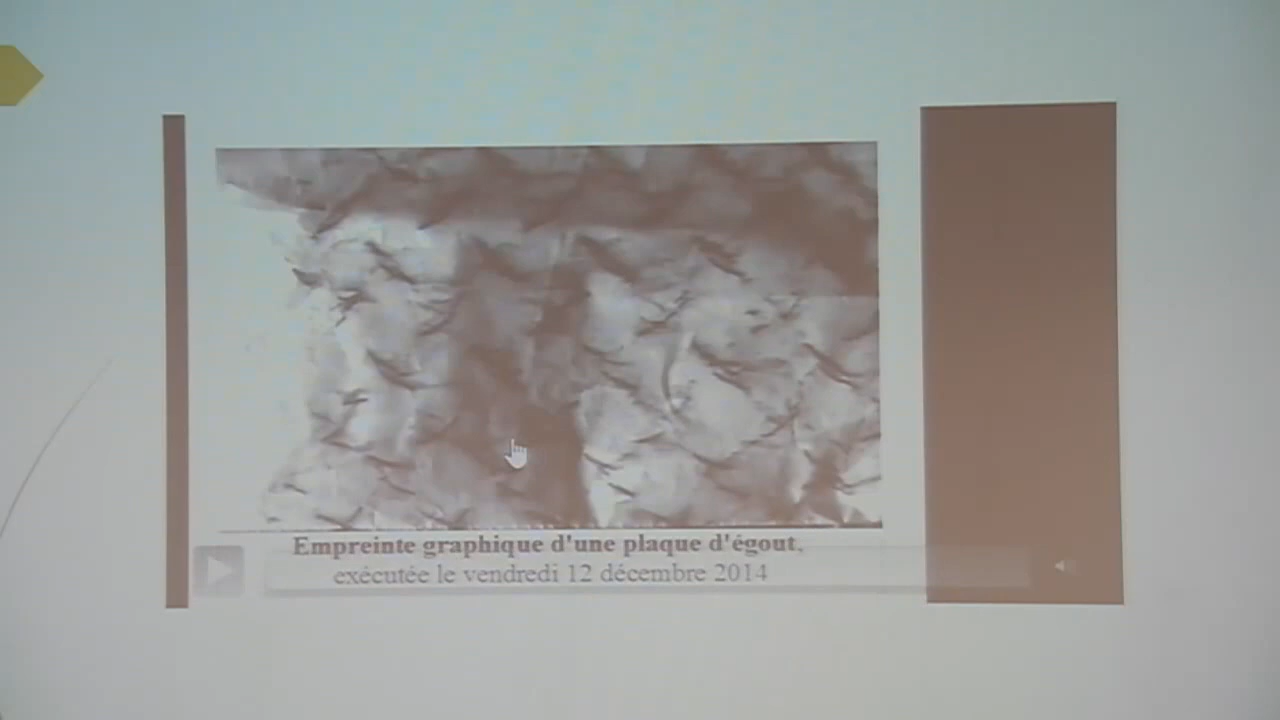 Empreinte graphique d'une plaque d'égout,
exécutée le vendredi 12 décembre 2014